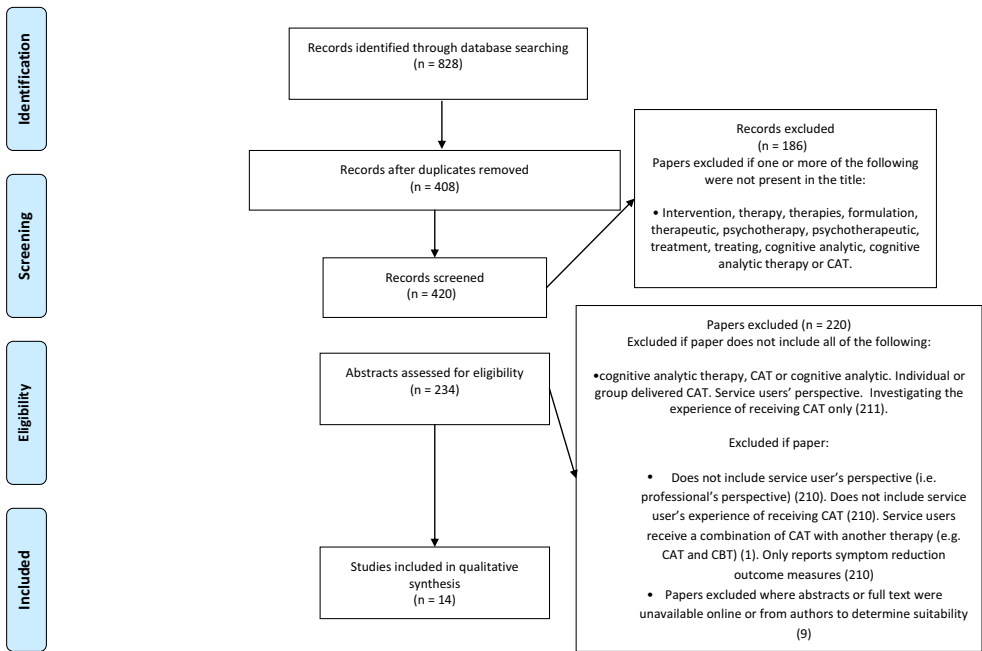 Identification
Records identified through database searching
(n = 828)
Records excluded
(n = 186)
Papers excluded if one or more of the following
were not present in the title:
• Intervention, therapy, therapies, formulation,
therapeutic, psychotherapy, psychotherapeutic,
treatment, treating, cognitive analytic, cognitive
analytic therapy or CAT.
Records after duplicates removed
(n = 408)
Screening
Records screened
(n = 420)
Papers excluded (n = 220)
Excluded if paper does not include all of the following:
•cognitive analytic therapy, CAT or cognitive analytic. Individual or
group delivered CAT. Service users’ perspective. Investigating the
experience of receiving CAT only (211).
Excluded if paper:
• Does not include service user’s perspective (i.e.
professional’s perspective) (210). Does not include service
user’s experience of receiving CAT (210). Service users
receive a combination of CAT with another therapy (e.g.
CAT and CBT) (1). Only reports symptom reduction
outcome measures (210)
• Papers excluded where abstracts or full text were
unavailable online or from authors to determine suitability
(9)
Eligibility
Abstracts assessed for eligibility
(n = 234)
Included
Studies included in qualitative
synthesis
(n = 14)